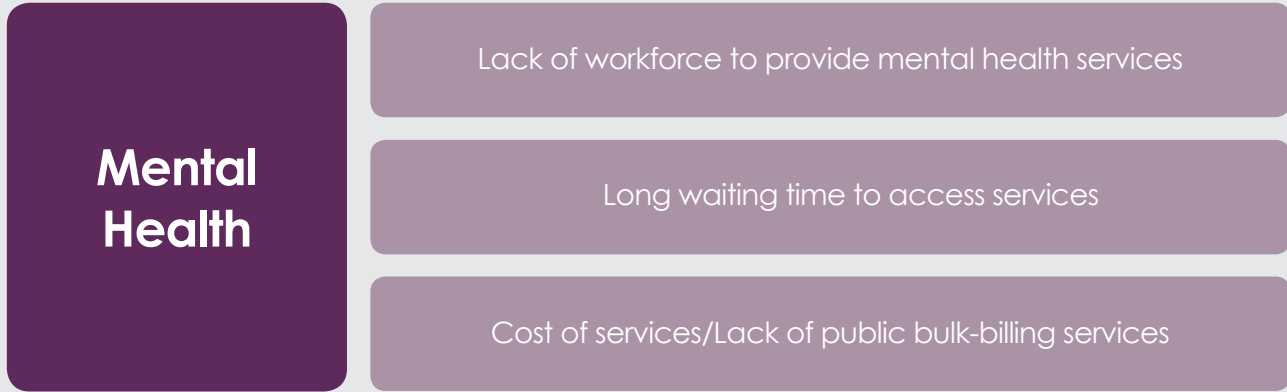 Mental
Health
Lack of workforce to provide mental health services
Long waiting time to access services
Cost of services/Lack of public bulk-billing services